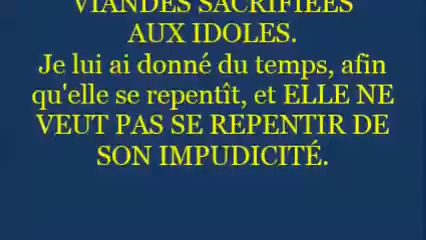 VIANDES SACRIFIÉES
AUX IDOLES.
Je lui ai donné du temps, afin
qu'elle se repentît, et ELLE NE
VEUT PAS SE REPENTIR DE
SON IMPUDICITÉ.